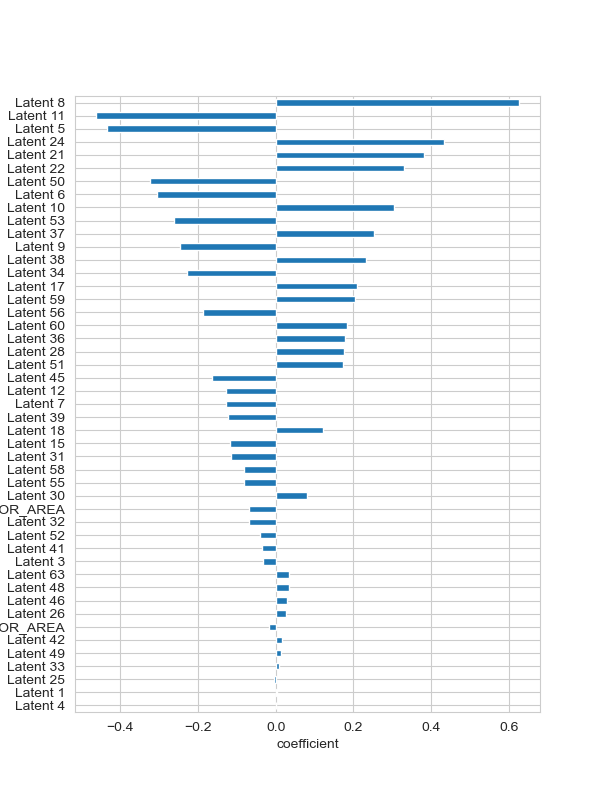 Latent 8
Latent 11
Latent 5
Latent 24
Latent 21
Latent 22
Latent 50
Latent 6
Latent 10
Latent 53
Latent 37
Latent 9
Latent 38
Latent 34
Latent 17
Latent 59
Latent 56
Latent 60
Latent 36
Latent 28
Latent 51
Latent 45
Latent 12
Latent 7
Latent 39
Latent 18
Latent 15
Latent 31
Latent 58
Latent 55
Latent 30
OR_AREA
Latent 32
Latent 52
Latent 41
Latent 3
Latent 63
Latent 48
Latent 46
Latent 26
OR_AREA
Latent 42
Latent 49
Latent 33
Latent 25
Latent 1
Latent 4
−0.4 −0.2 0.0 0.2 0.4 0.6
coefficient